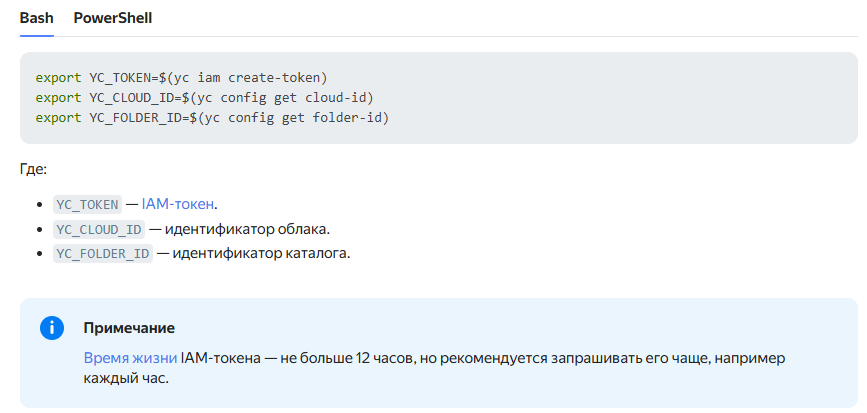 Bash PowerShell
export YC_TOKEN=$(yc iam create-token)
export YC_CLOUD_ID=$(yc config get cloud-id)
export YC_FOLDER_ID=$(yc config get folder-id)
Где:
• YC_TOKEN — IAM-токен.
• YC_CLOUD_ID — идентификатор облака.
• YC_FOLDER_ID — идентификатор каталога.
Примечание
Время жизни IAM-токена — не больше 12 часов, но рекомендуется запрашивать его чаще, например
каждый час.